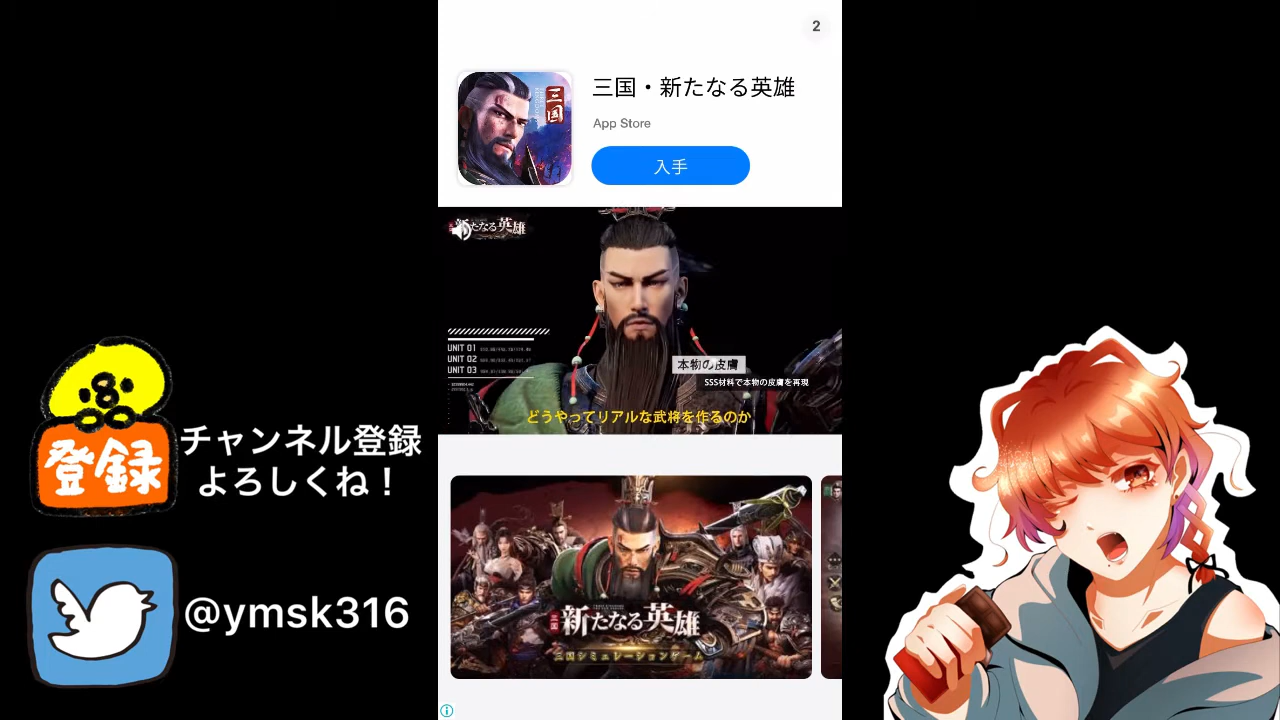 2
三国・新たなる英雄
App Store
入手
三国
新たなる英雄
UNIT 01
UNIT 02
UNIT 03
本物の皮膚
SSS材料で本物の皮膚を再現
どうやってリアルな武将を作るのか
三国 新たなる英雄
三国シミュレーションゲーム
登録
チャンネル登録
よろしくね！
@ymsk316